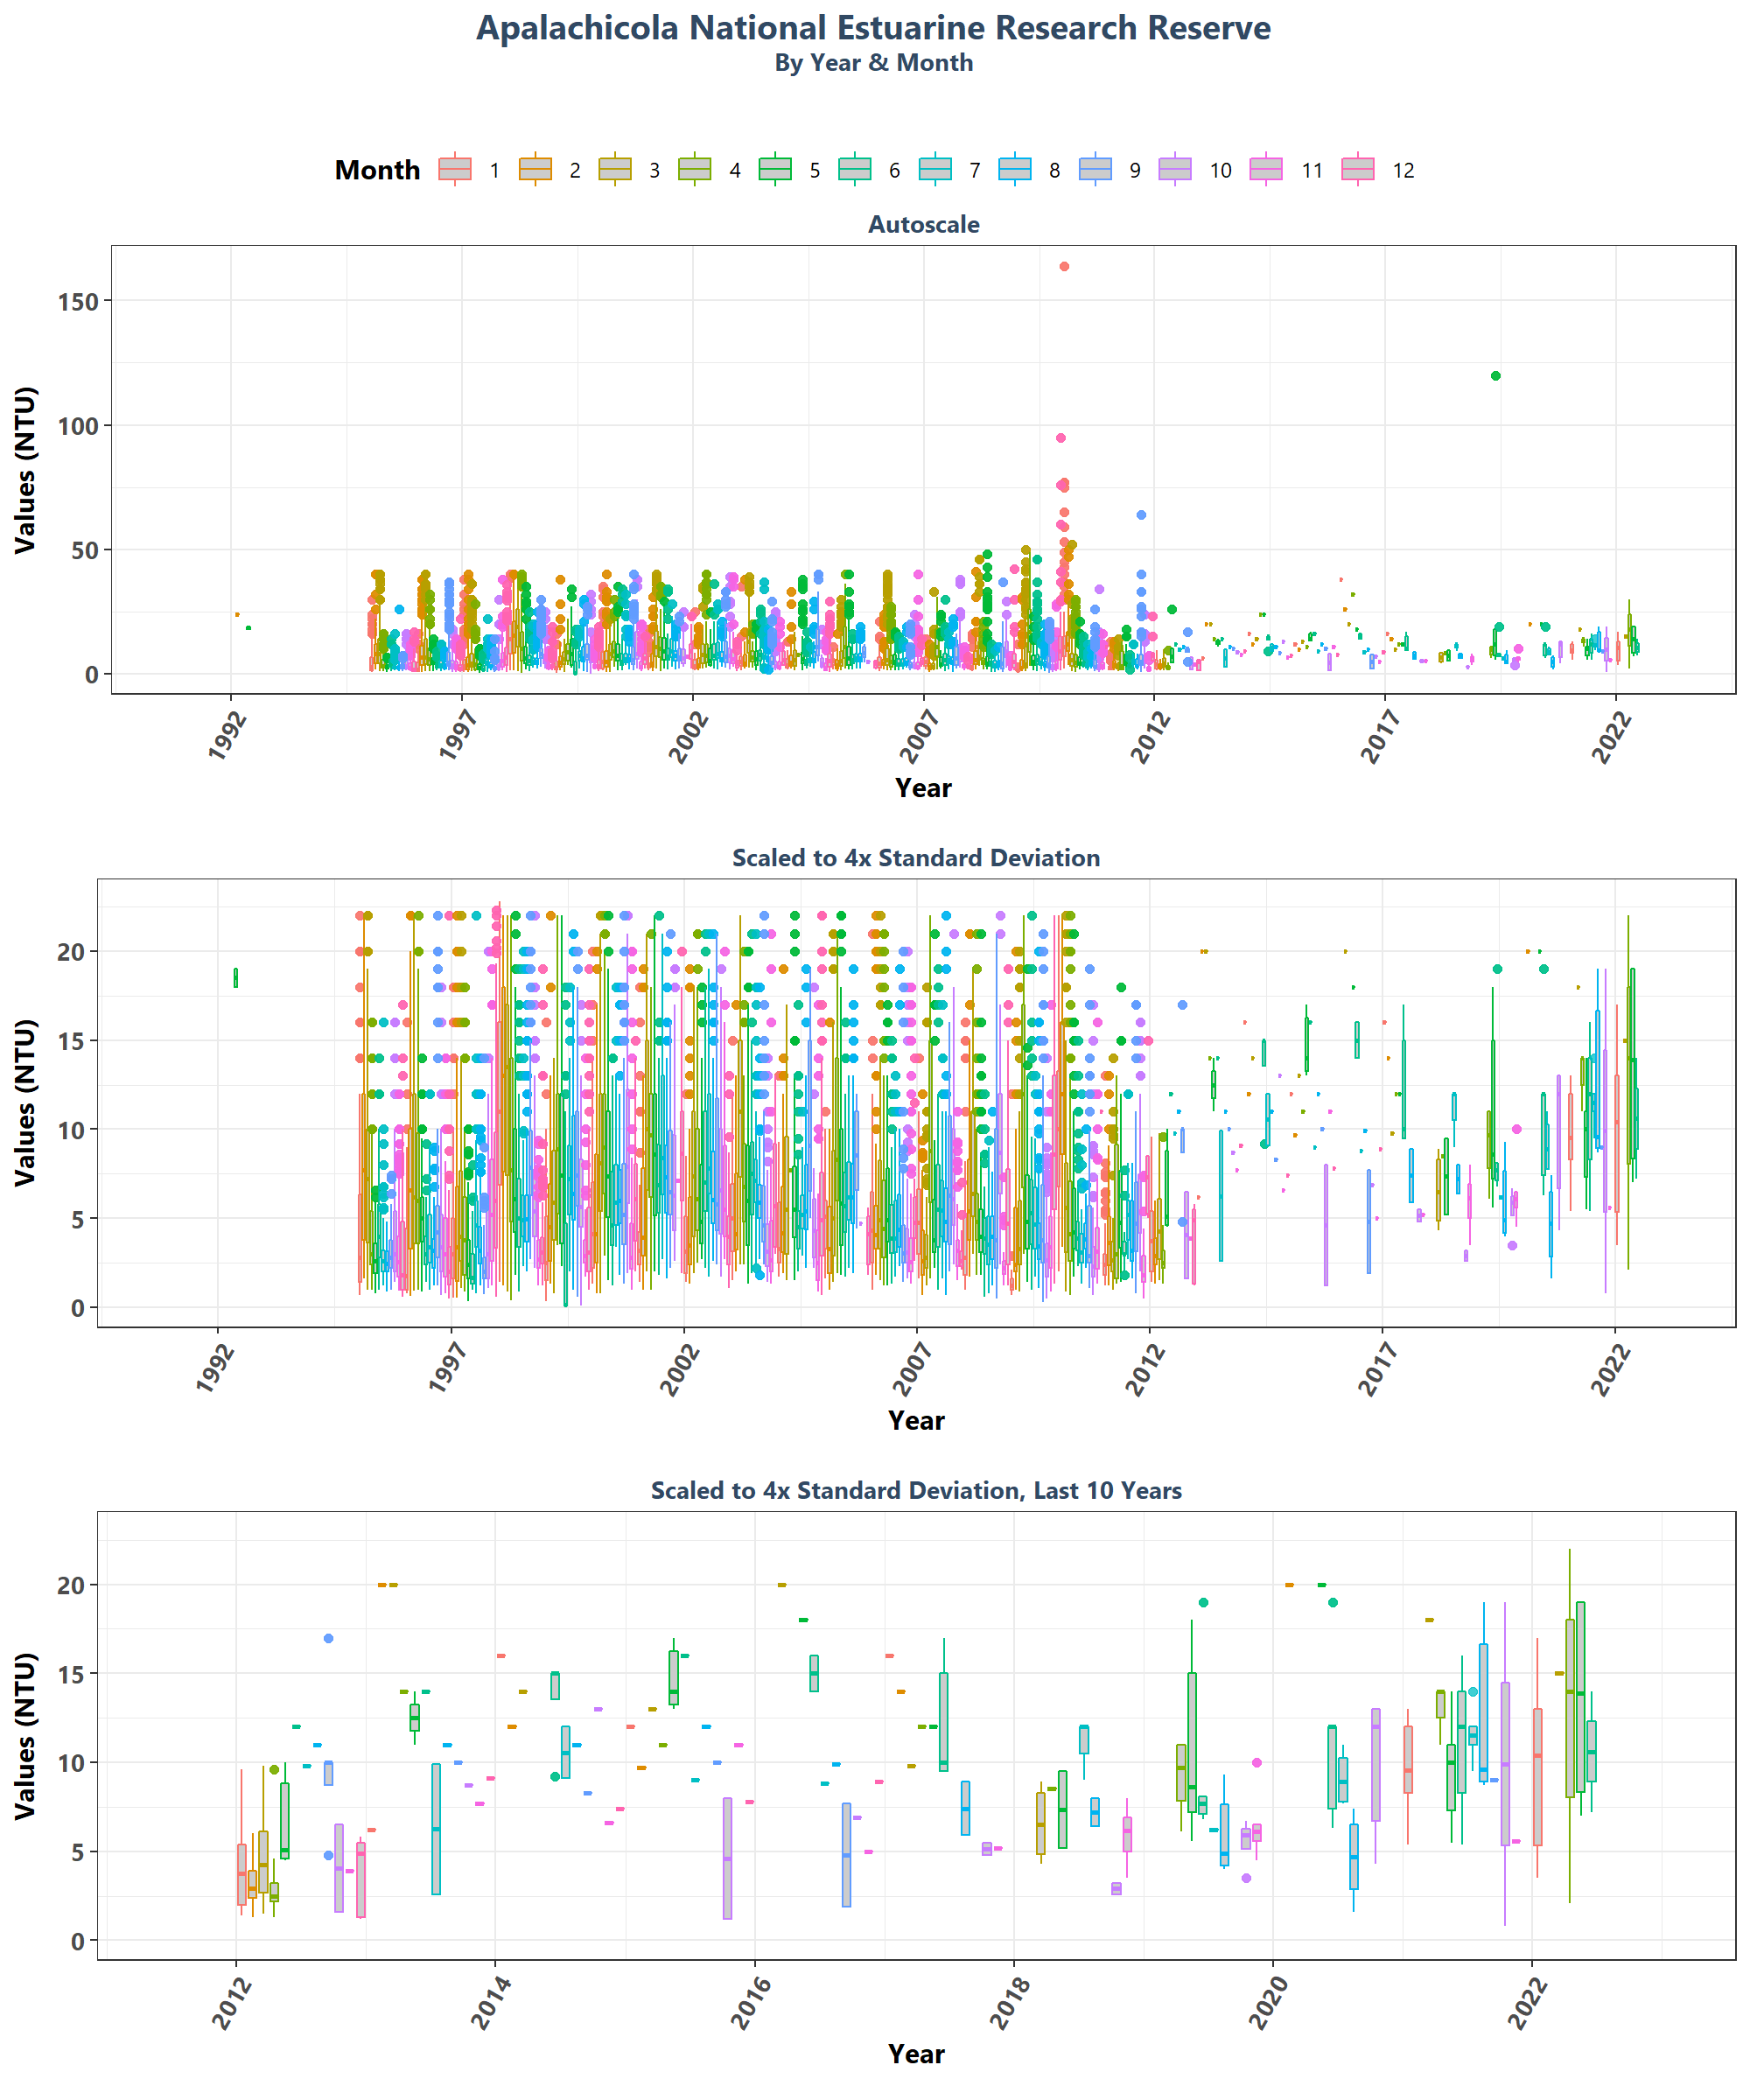 Apalachicola National Estuarine Research Reserve
By Year & Month
Month 1 2 3 4 5 6 7 8 9 10 11 12
Autoscale
Values (NTU)
150
100
50
0
1992 1997 2002 2007 2012 2017 2022
Year
Scaled to 4x Standard Deviation
Values (NTU)
20
15
10
5
0
1992 1997 2002 2007 2012 2017 2022
Year
Scaled to 4x Standard Deviation, Last 10 Years
Values (NTU)
20
15
10
5
0
2012 2014 2016 2018 2020 2022
Year